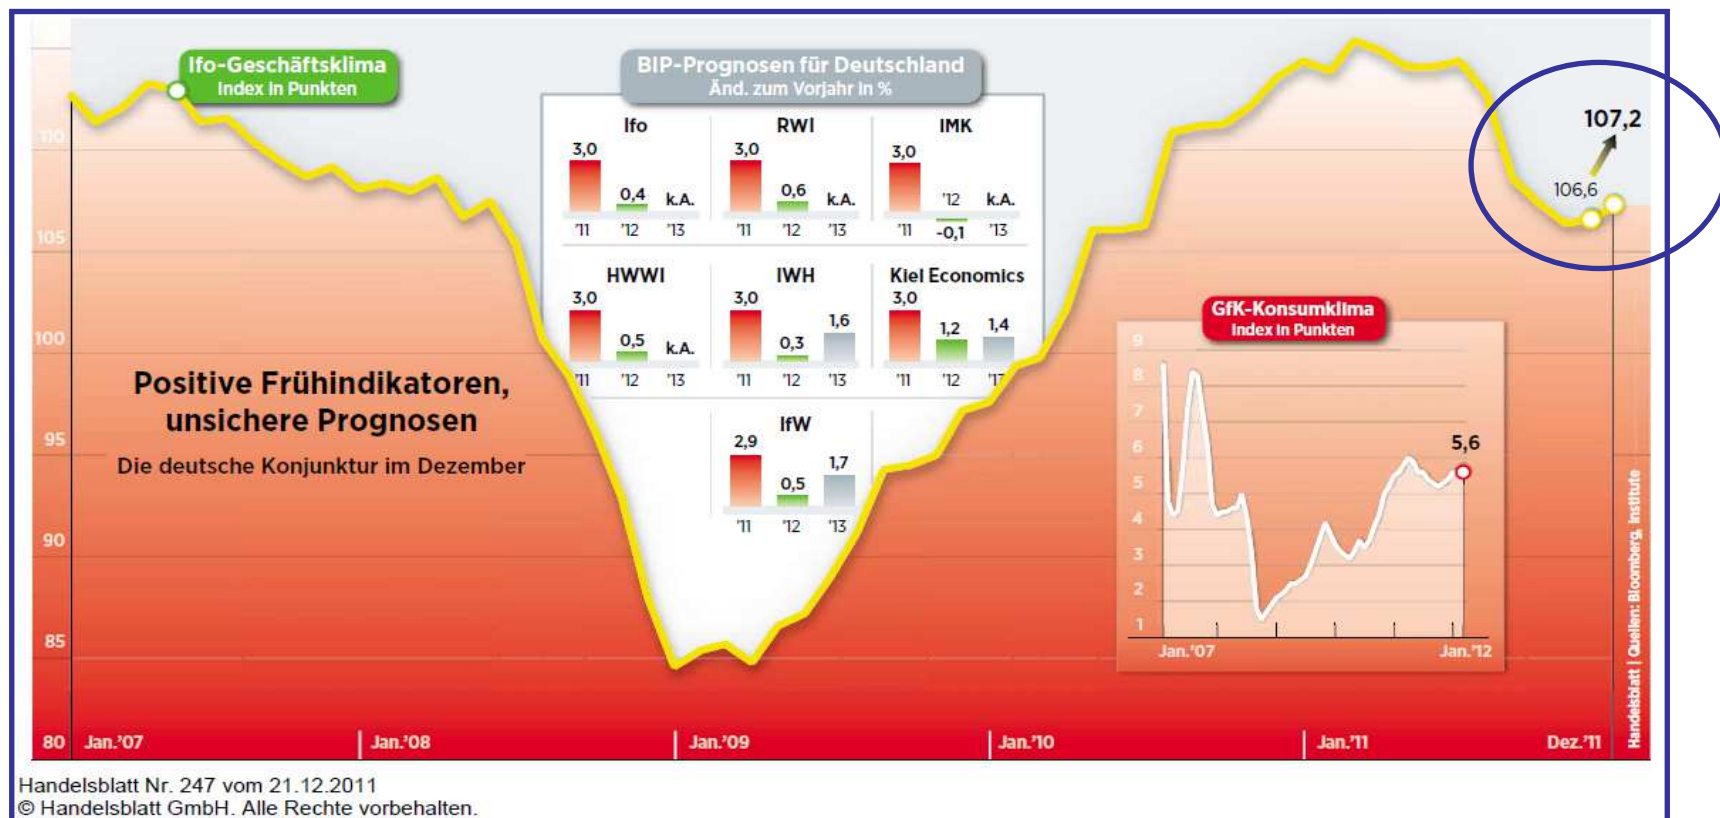 Ifo-Geschäftsklima
Index in Punkten
BIP-Prognosen für Deutschland
Änd. zum Vorjahr in %
Ifo
3,0
0,4
k.A.
'11 '12 '13
RWI
3,0
0,6
k.A.
'11 '12 '13
IMK
3,0
'12
k.A.
'11 -0,1 '13
HWWI
3,0
0,5
k.A.
'11 '12 '13
IWH
3,0
0,3
1,6
'11 '12 '13
Kiel Economics
3,0
1,2
1,4
'11 '12 '13
IfW
2,9
0,5
1,7
'11 '12 '13
107,2
106,6
Positive Frühindikatoren,
unsichere Prognosen
Die deutsche Konjunktur im Dezember
GfK-Konsumklima
Index in Punkten
9
8
7
6
5
4
3
2
1
5,6
Jan.'07 Jan.'12
110
105
100
95
90
85
80
Jan.'07 Jan.'08 Jan.'09 Jan.'10 Jan.'11 Dez.'11
Handelsblatt | Quellen: Bloomberg, Institute
Handelsblatt Nr. 247 vom 21.12.2011
© Handelsblatt GmbH. Alle Rechte vorbehalten.